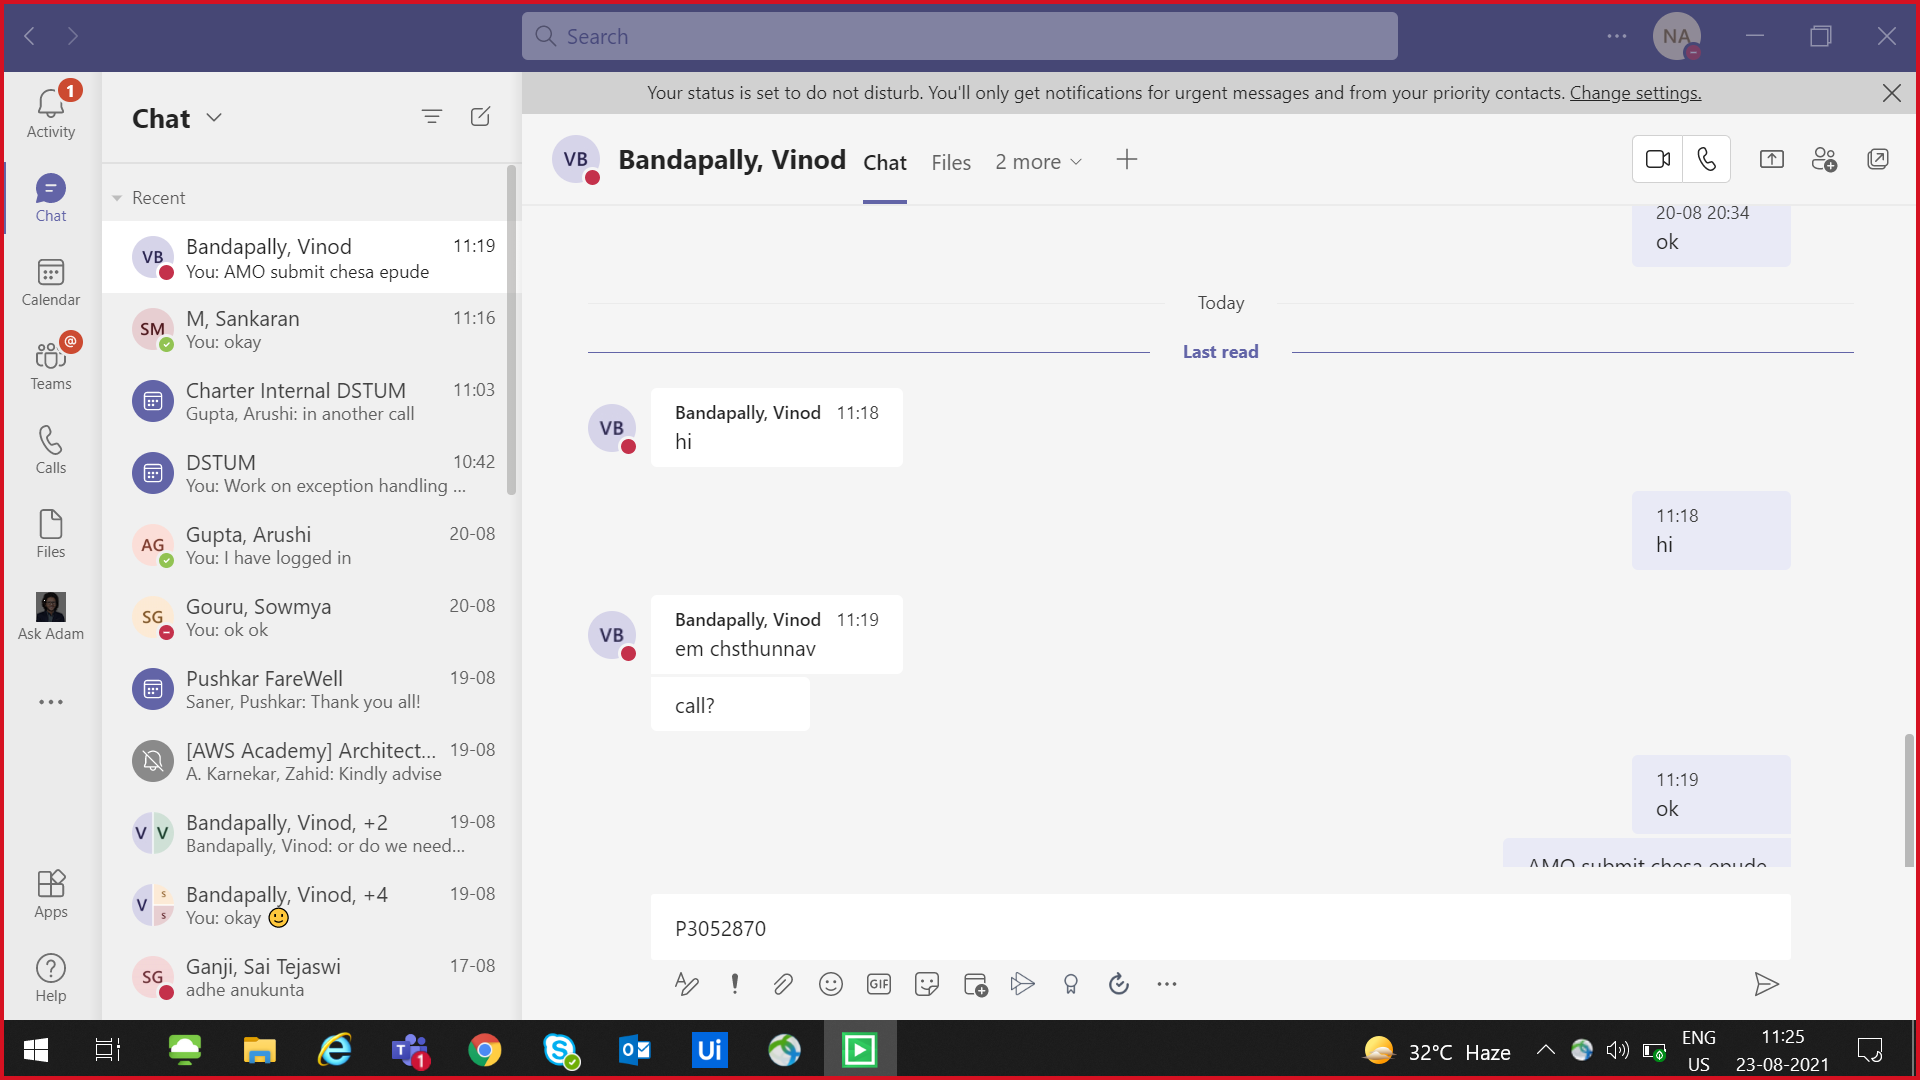 Search
NA
Your status is set to do not disturb. You'll only get notifications for urgent messages and from your priority contacts. Change settings.
1
Activity
Chat
Calendar
@
Teams
Calls
Files
Ask Adam
Apps
Help
Chat
Recent
VB
Bandapally, Vinod 11:19
You: AMO submit chesa epude
SM
M, Sankaran 11:16
You: okay
Charter Internal DSTUM 11:03
Gupta, Arushi: in another call
DSTUM 10:42
You: Work on exception handling ...
AG
Gupta, Arushi 20-08
You: I have logged in
SG
Gouru, Sowmya 20-08
You: ok ok
Pushkar FareWell 19-08
Saner, Pushkar: Thank you all!
[AWS Academy] Architect... 19-08
A. Karnekar, Zahid: Kindly advise
V V
Bandapally, Vinod, +2 19-08
Bandapally, Vinod: or do we need...
V S S
Bandapally, Vinod, +4 19-08
You: okay 🙂
SG
Ganji, Sai Tejaswi 17-08
adhe anukunta
VB
Bandapally, Vinod Chat Files 2 more
20-08 20:34
ok
Today
Last read
VB
Bandapally, Vinod 11:18
hi
11:18
hi
VB
Bandapally, Vinod 11:19
em chsthunnav
call?
11:19
ok
AMO submit chesa epude
P3052870
GIF
1
Ui
32°C Haze
ENG
US
11:25
23-08-2021